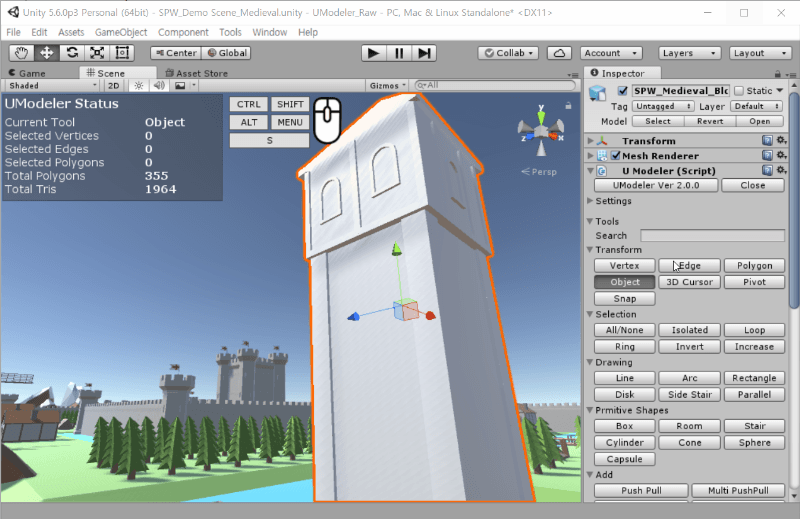 Unity 5.6.0p3 Personal (64bit) - SPW_Demo Scene_Medieval.unity - UModeler_Raw - PC, Mac & Linux Standalone* <DX11>
File Edit Assets GameObject Component Tools Window Help
Center Global Collab Account Layers Layout
Game Scene Asset Store
Shaded 2D Gizmos All
UModeler Status
Current Tool Object
Selected Vertices 0
Selected Edges 0
Selected Polygons 0
Total Polygons 355
Total Tris 1964
CTRL SHIFT
ALT MENU
S
y
z x
Persp
Inspector
SPW_Medieval_Blo Static
Tag Untagged Layer Default
Model Select Revert Open
Transform
Mesh Renderer
U Modeler (Script)
UModeler Ver 2.0.0 Close
Settings
Tools
Search
Transform
Vertex Edge Polygon
Object 3D Cursor Pivot
Snap
Selection
All/None Isolated Loop
Ring Invert Increase
Drawing
Line Arc Rectangle
Disk Side Stair Parallel
Prmitive Shapes
Box Room Stair
Cylinder Cone Sphere
Capsule
Add
Push Pull Multi PushPull